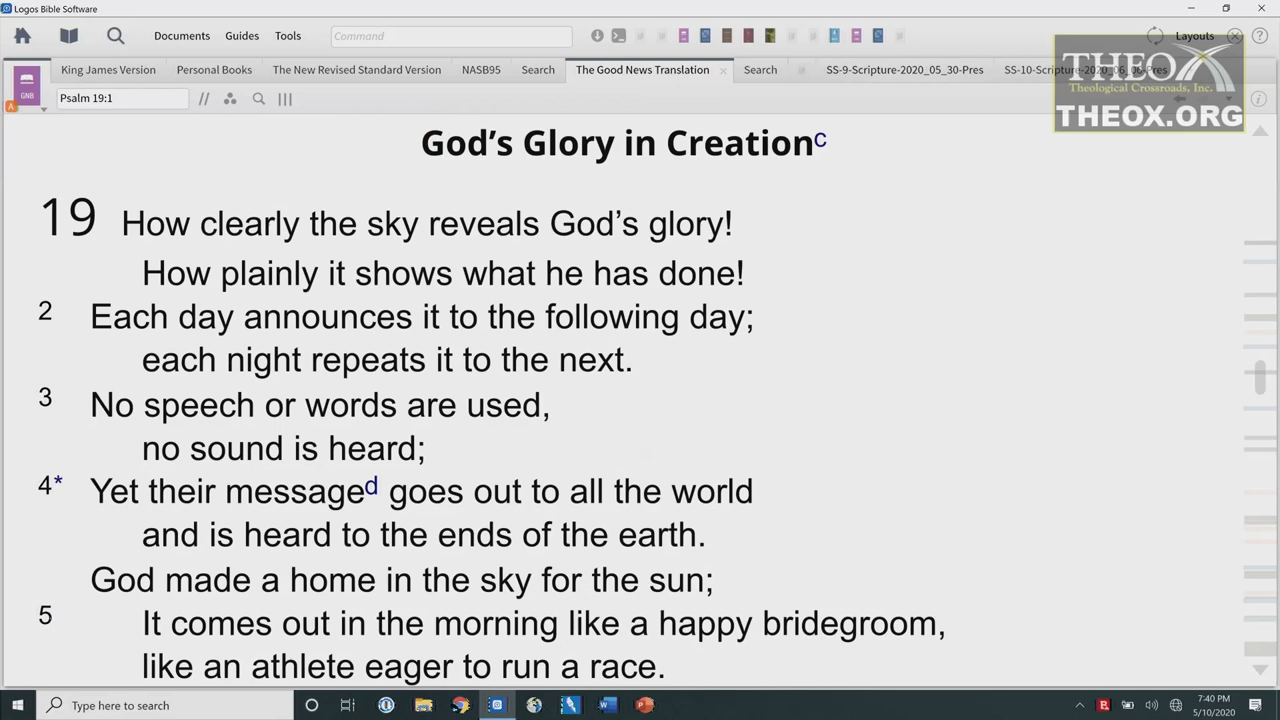 Logos Bible Software
Documents Guides Tools Command Layouts
King James Version Personal Books The New Revised Standard NASB95 Search The Good News Translation Search SS-9-Scripture-2020_05_30-Pres SS-10-Scripture-2020_06_06-Pres
THEOX
Theological Crossroads, Inc.
THEOX.ORG
GNB
A
Psalm 19:1
God’s Glory in Creationc
19 How clearly the sky reveals God’s glory!
How plainly it shows what he has done!
2 Each day announces it to the following day;
each night repeats it to the next.
3 No speech or words are used,
no sound is heard;
4* Yet their messaged goes out to all the world
and is heard to the ends of the earth.
God made a home in the sky for the sun;
5 It comes out in the morning like a happy bridegroom,
like an athlete eager to run a race.
Type here to search
7:40 PM
5/10/2020